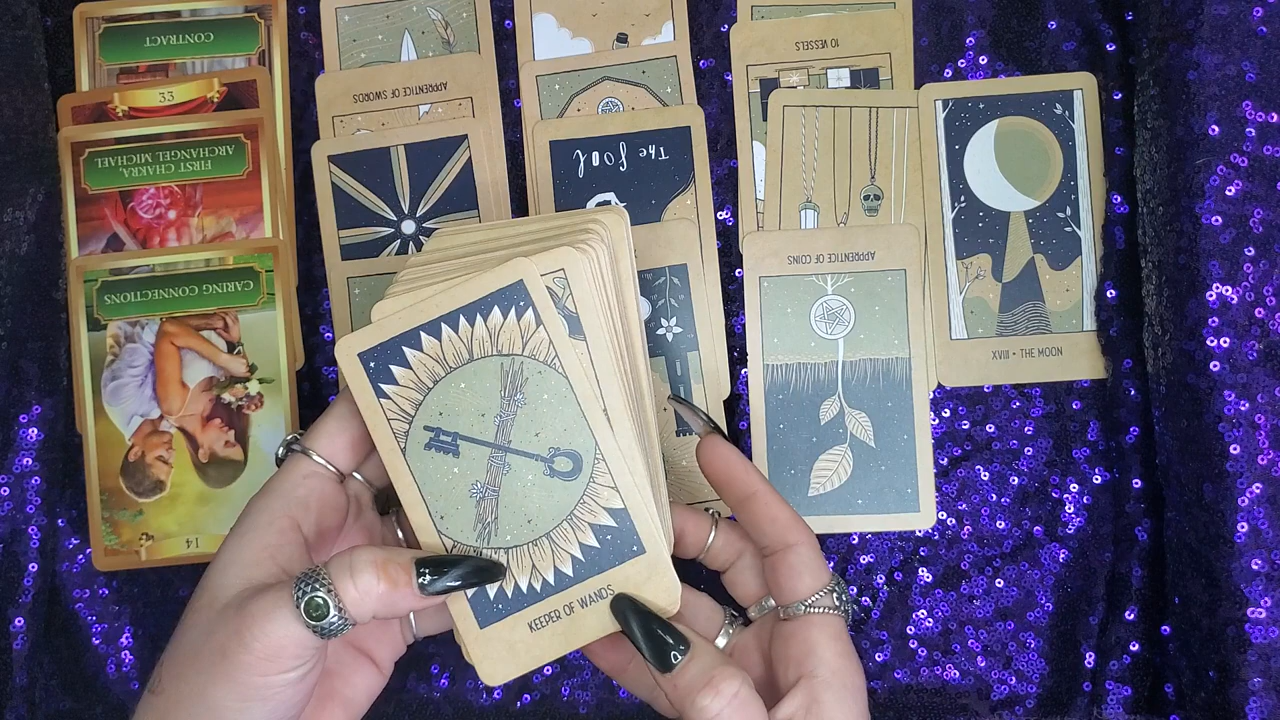 CONTRACT
33
FIRST CHAKRA,
ARCHANGEL MICHAEL
CARING CONNECTIONS
14
APPRENTICE OF SWORDS
The fool
10 VESSELS
APPRENTICE OF COINS
XVIII • THE MOON
KEEPER OF WANDS